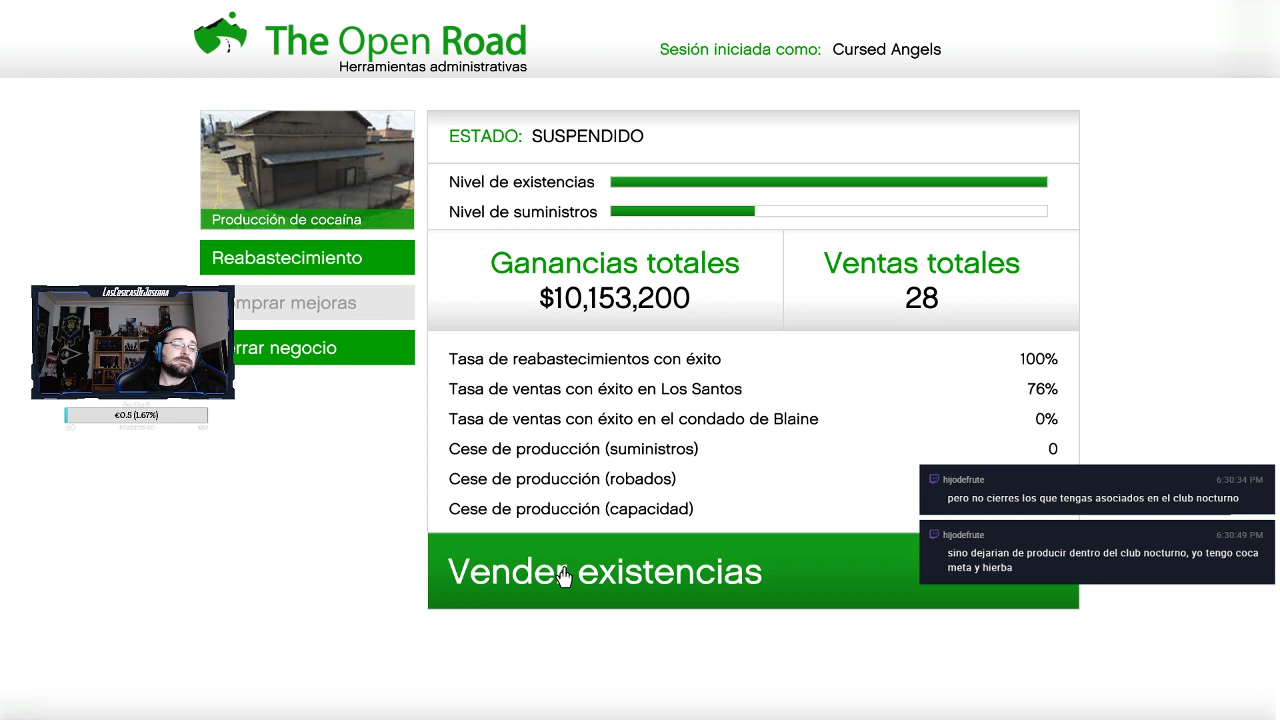 The Open Road
Herramientas administrativas
Sesión iniciada como: Cursed Angels
Producción de cocaína
Reabastecimiento
mprar mejoras
rrar negocio
LasCosicasDeJosehra
€0.5 (1.67%)
ESTADO: SUSPENDIDO
Nivel de existencias
Nivel de suministros
Ganancias totales
$10,153,200
Ventas totales
28
Tasa de reabastecimientos con éxito 100%
Tasa de ventas con éxito en Los Santos 76%
Tasa de ventas con éxito en el condado de Blaine 0%
Cese de producción (suministros) 0
Cese de producción (robados)
Cese de producción (capacidad)
Vender existencias
hijodefrute 6:30:34 PM
pero no cierres los que tengas asociados en el club nocturno
hijodefrute 6:30:49 PM
sino dejarian de producir dentro del club nocturno, yo tengo coca
meta y hierba